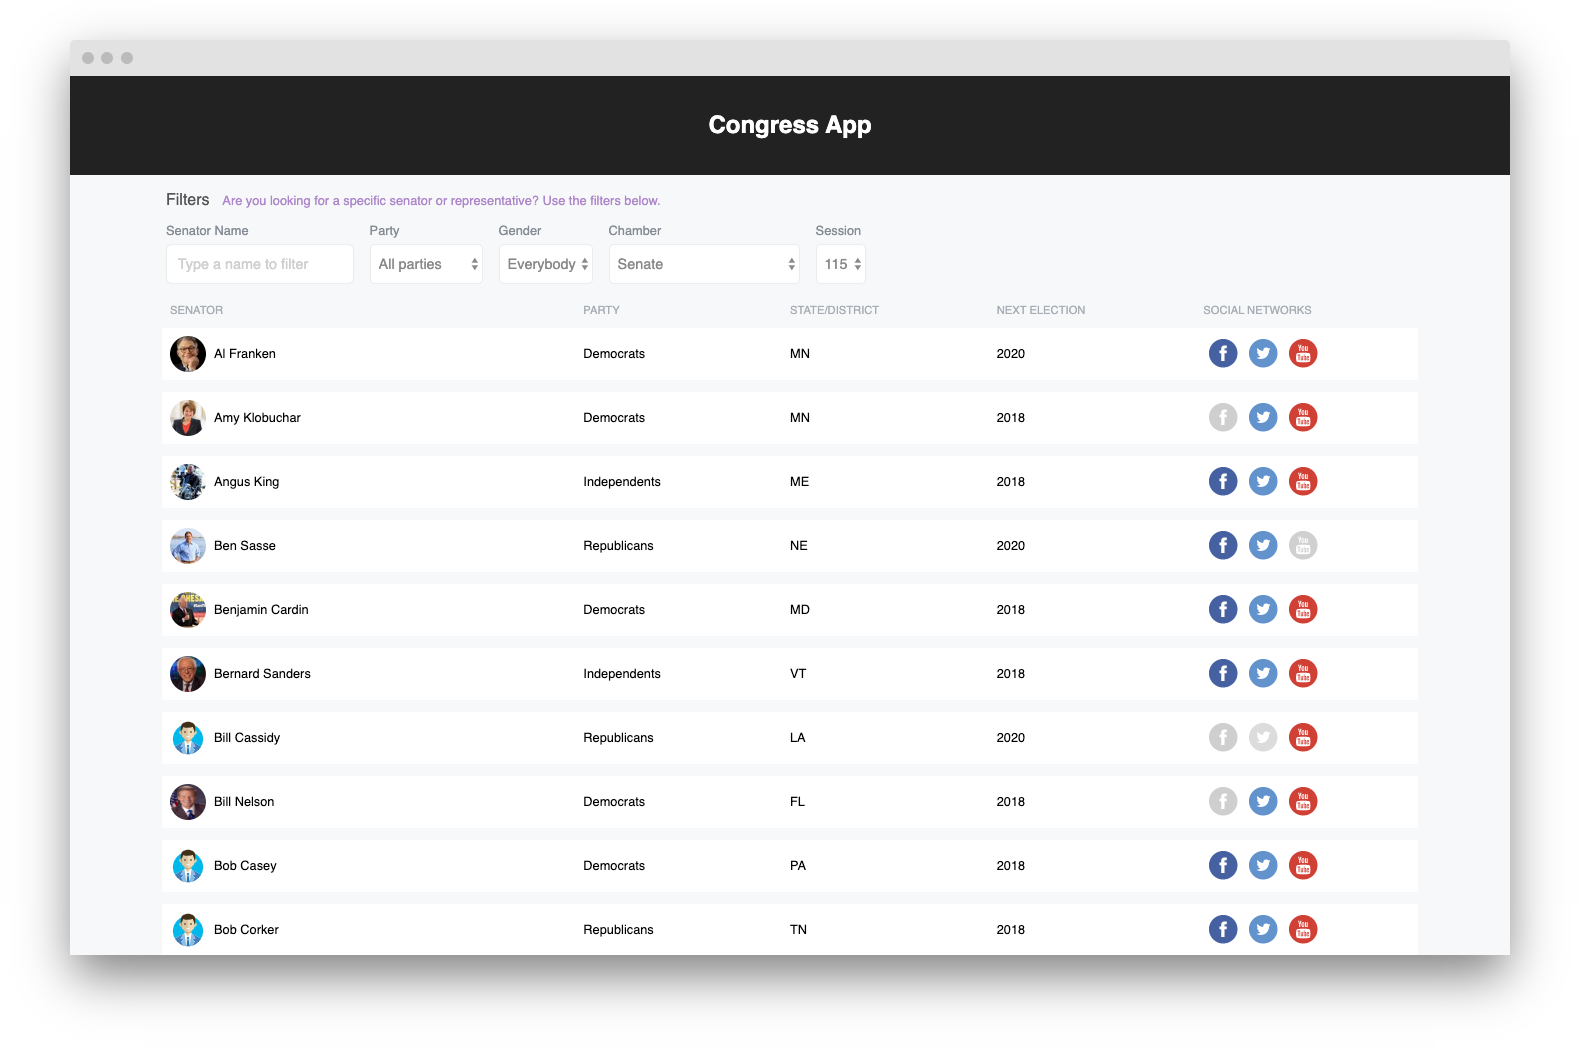 Congress App
Filters Are you looking for a specific senator or representative? Use the filters below.
Senator Name Party Gender Chamber Session
Type a name to filter All parties Everybody Senate 115
SENATOR PARTY STATE/DISTRICT NEXT ELECTION SOCIAL NETWORKS
Al Franken Democrats MN 2020 f You Tube
Amy Klobuchar Democrats MN 2018 f You Tube
Angus King Independents ME 2018 f You Tube
Ben Sasse Republicans NE 2020 f You Tube
Benjamin Cardin Democrats MD 2018 f You Tube
Bernard Sanders Independents VT 2018 f You Tube
Bill Cassidy Republicans LA 2020 f You Tube
Bill Nelson Democrats FL 2018 f You Tube
Bob Casey Democrats PA 2018 f You Tube
Bob Corker Republicans TN 2018 f You Tube